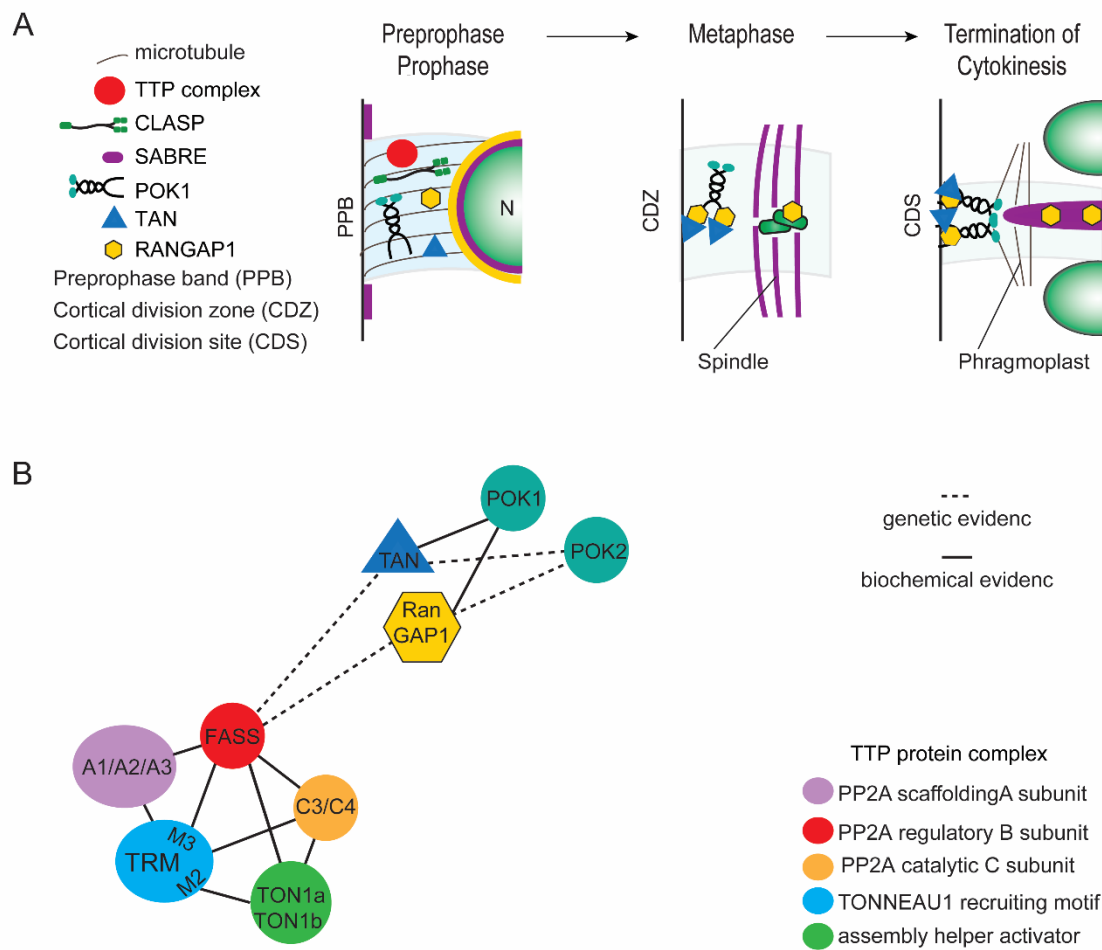 A
microtubule
TTP complex
CLASP
SABRE
POK1
TAN
RANGAP1
Preprophase band (PPB)
Cortical division zone (CDZ)
Cortical division site (CDS)
Preprophase
Prophase
PPB
N
Metaphase
CDZ
Spindle
Termination of
Cytokinesis
CDS
Phragmoplast
B
POK1
POK2
TAN
Ran
GAP1
FASS
A1/A2/A3
C3/C4
M3
TRM
M2
TON1a
TON1b
genetic evidenc
biochemical evidenc
TTP protein complex
PP2A scaffoldingA subunit
PP2A regulatory B subunit
PP2A catalytic C subunit
TONNEAU1 recruiting motif
assembly helper activator